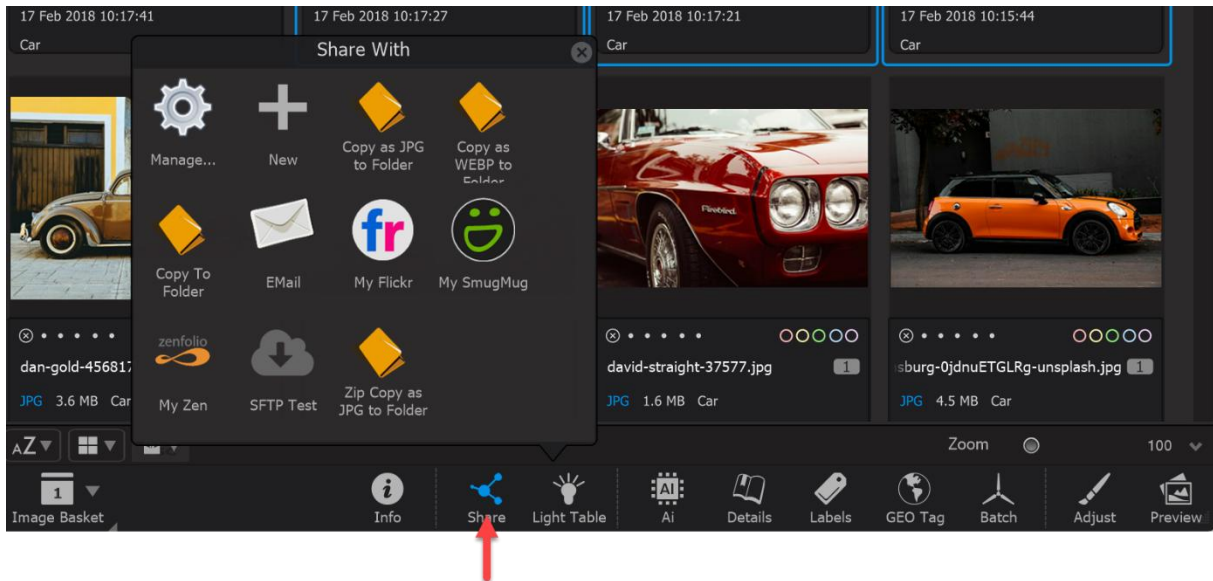 17 Feb 2018 10:17:41
17 Feb 2018 10:17:27
17 Feb 2018 10:17:21
17 Feb 2018 10:15:44
Car
Share With
Car
Car
Manage...
New
Copy as JPG
to Folder
Copy as
WEBP to
Folder
Firebird
Copy To
Folder
EMail
fr
My Flickr
My SmugMug
zenfolio
My Zen
SFTP Test
Zip Copy as
JPG to Folder
dan-gold-456817
JPG 3.6 MB Car
david-straight-37577.jpg 1
JPG 1.6 MB Car
sburg-0jdnuETGLRg-unsplash.jpg 1
JPG 4.5 MB Car
AZ
Zoom
100
1
Image Basket
Info
Share
Light Table
AI
Ai
Details
Labels
GEO Tag
Batch
Adjust
Preview